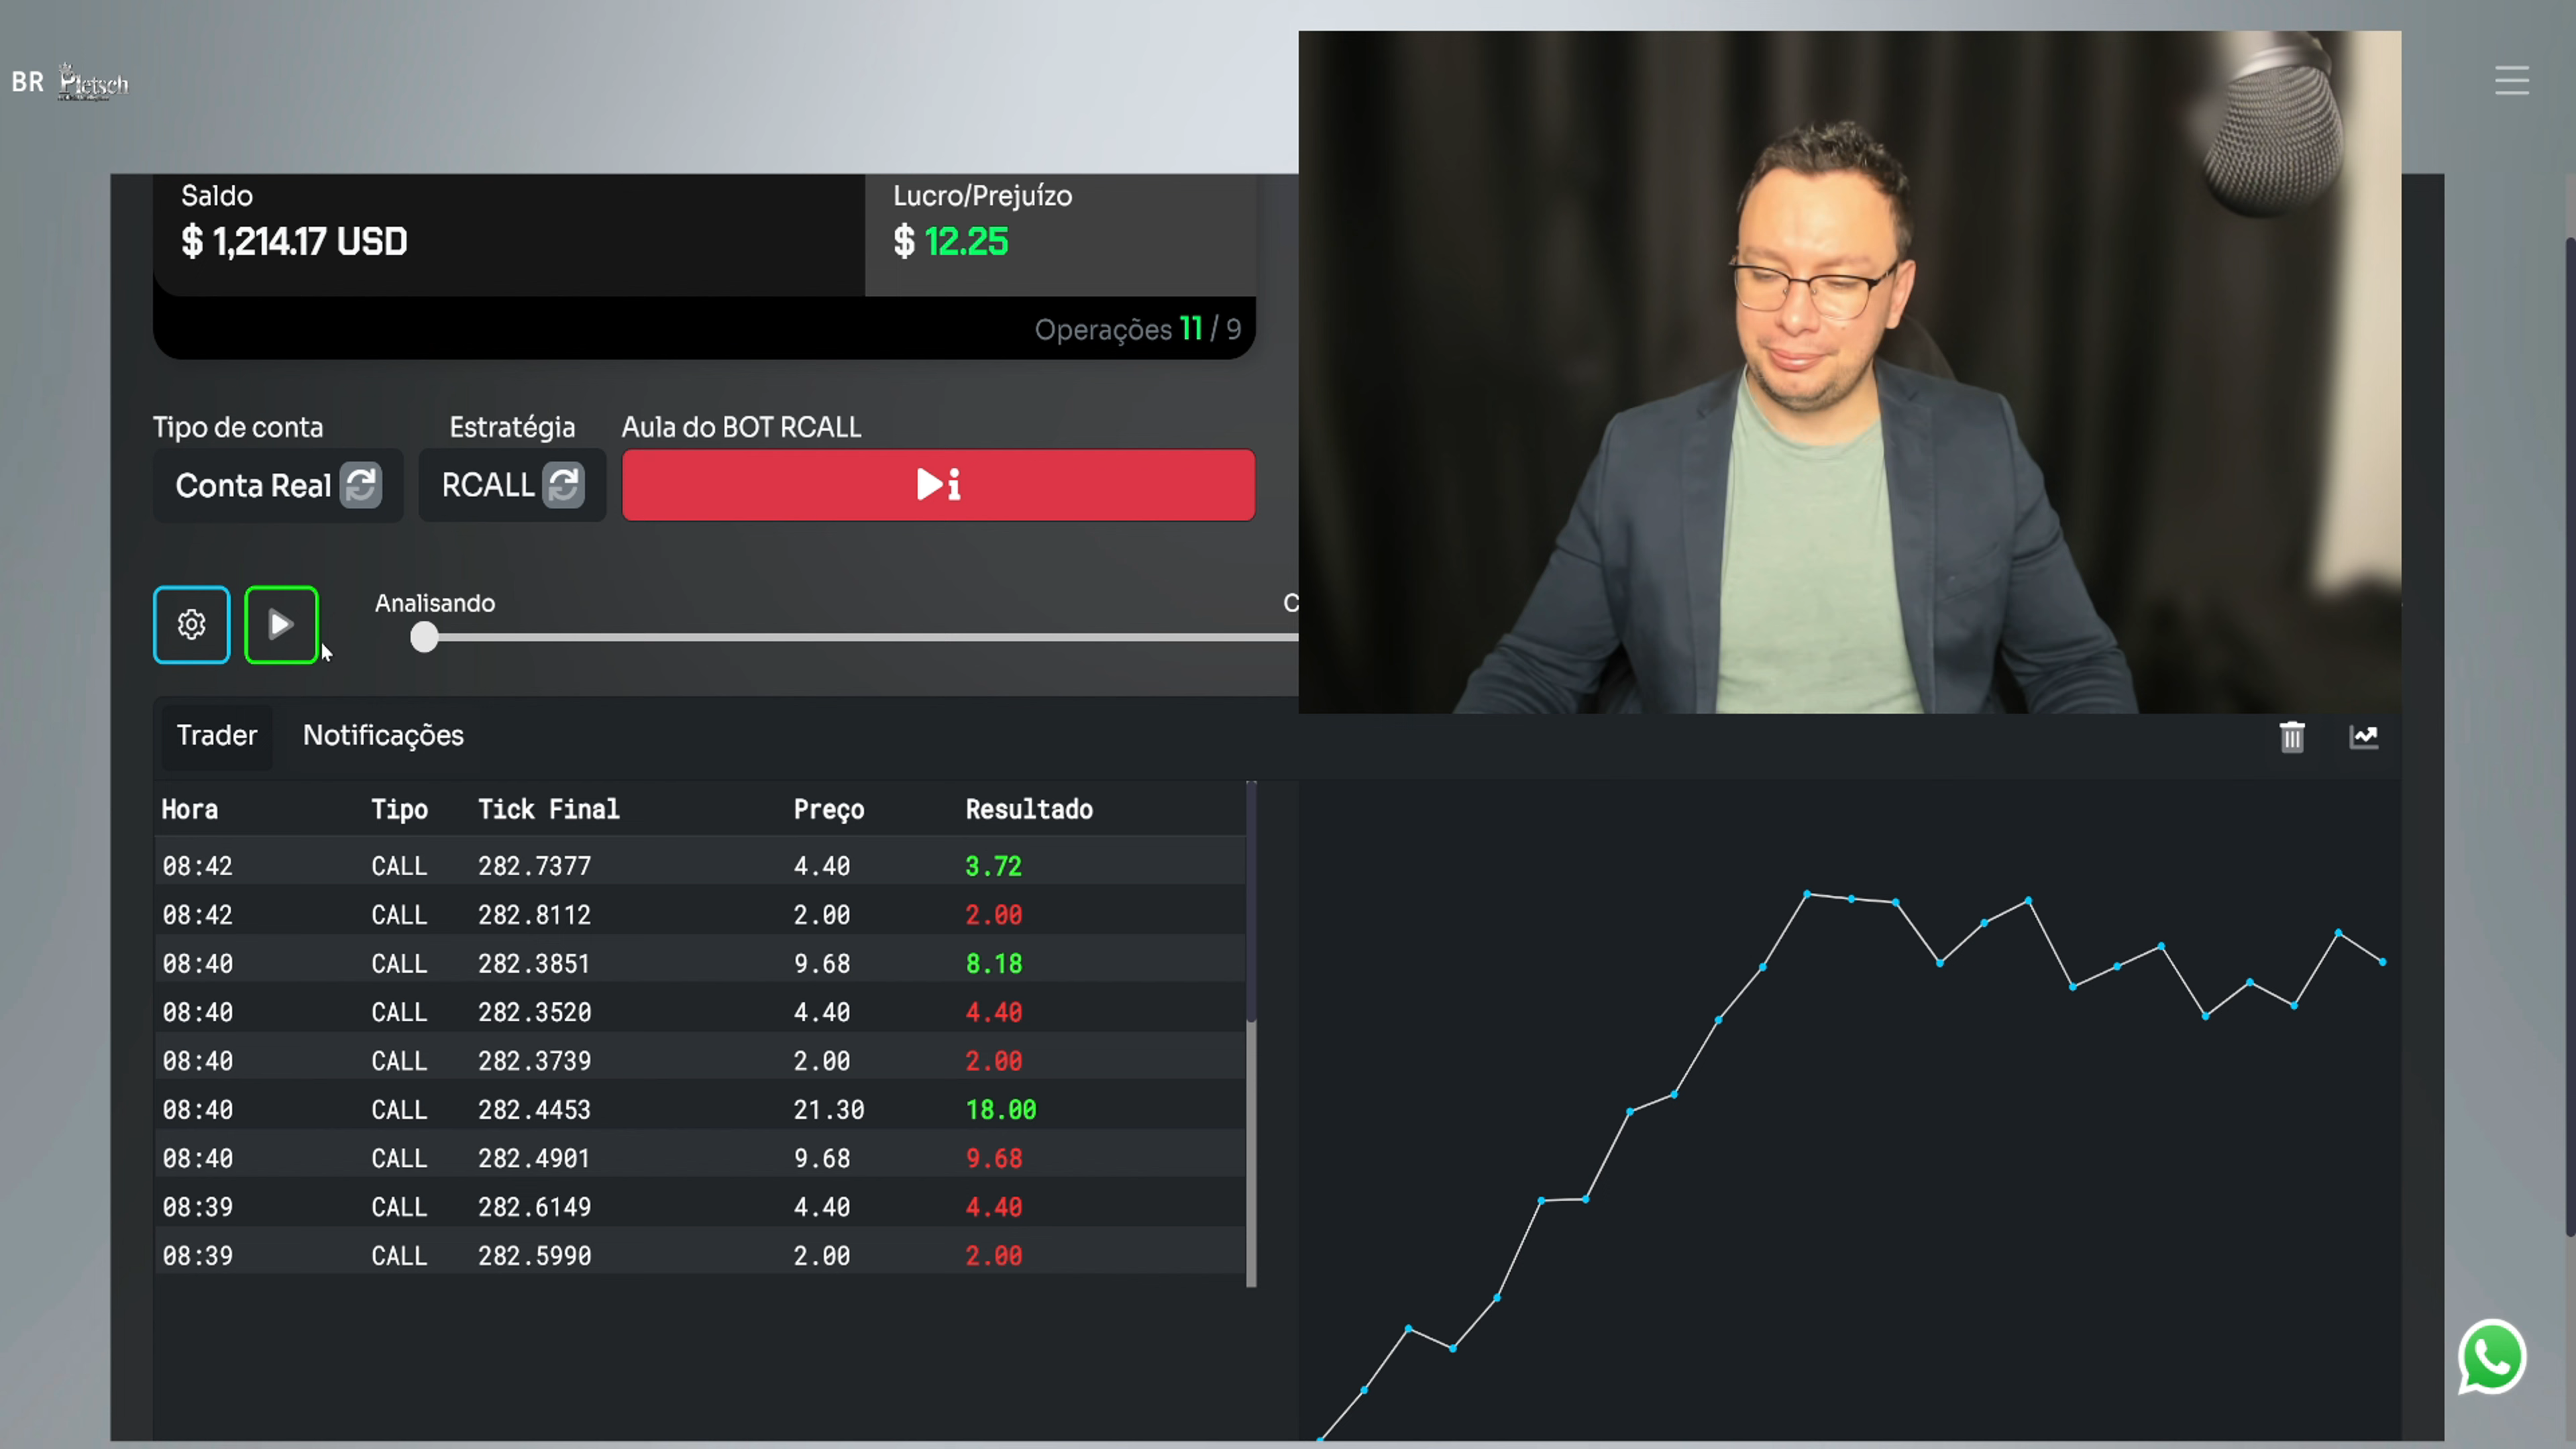 BR Pletsch
Saldo
$ 1,214.17 USD
Lucro/Prejuízo
$ 12.25
Operações 11 / 9
Tipo de conta
Conta Real
Estratégia
RCALL
Aula do BOT RCALL
Analisando
C
Trader Notificações
Hora Tipo Tick Final Preço Resultado
08:42 CALL 282.7377 4.40 3.72
08:42 CALL 282.8112 2.00 2.00
08:40 CALL 282.3851 9.68 8.18
08:40 CALL 282.3520 4.40 4.40
08:40 CALL 282.3739 2.00 2.00
08:40 CALL 282.4453 21.30 18.00
08:40 CALL 282.4901 9.68 9.68
08:39 CALL 282.6149 4.40 4.40
08:39 CALL 282.5990 2.00 2.00